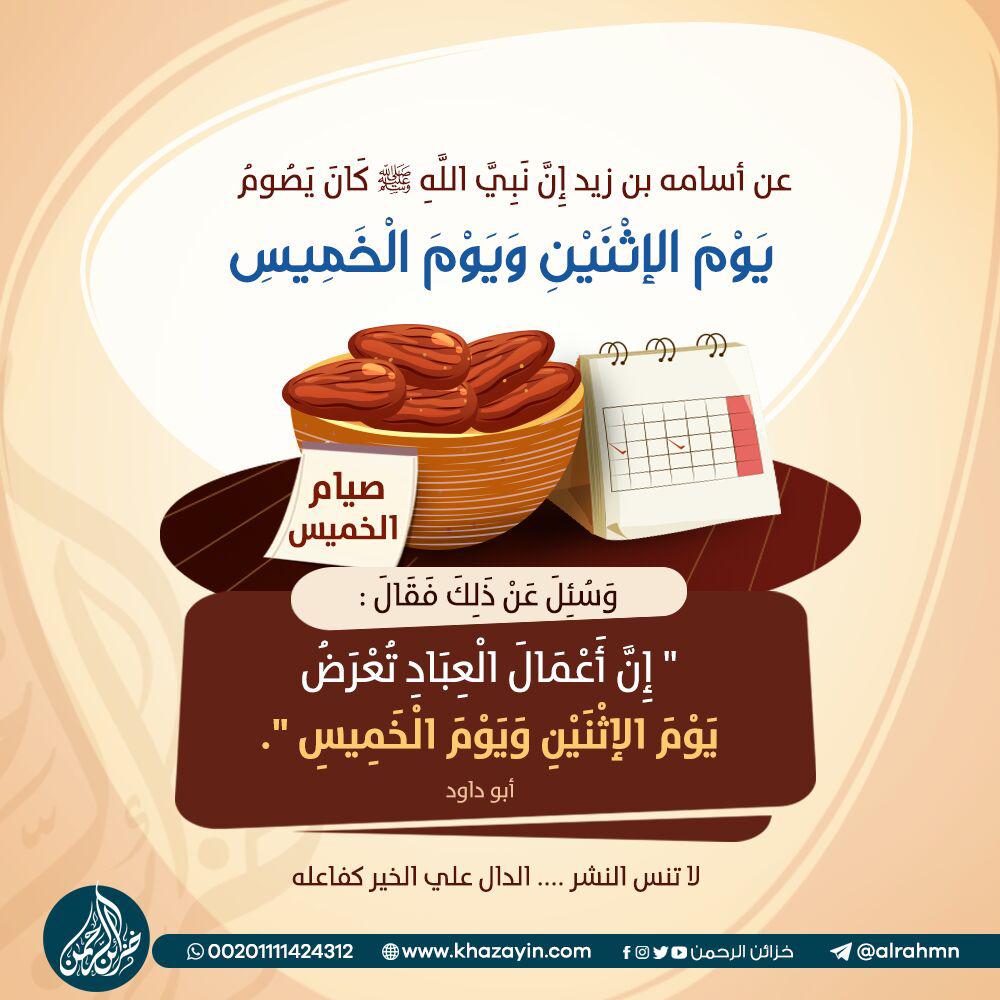 عن أسامه بن زيد إِنَّ نَبِيَّ اللَّهِ ﷺ كَانَ يَصُومُ
يَوْمَ الإِثْنَيْنِ وَيَوْمَ الْخَمِيسِ
صيام
الخميس
وَسُئِلَ عَنْ ذَلِكَ فَقَالَ :
" إِنَّ أَعْمَالَ الْعِبَادِ تُعْرَضُ
يَوْمَ الإِثْنَيْنِ وَيَوْمَ الْخَمِيسِ ".
أبو داود
لا تنس النشر .... الدال علي الخير كفاعله
خزائن الرحمن
00201111424312 www.khazayin.com خزائن الرحمن @alrahmn